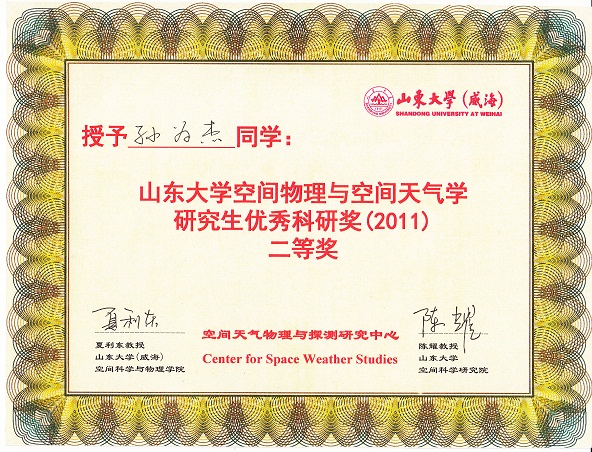 山東大學(威海)
SHANDONG UNIVERSITY AT WEIHAI
授予 孙为杰 同学:
山东大学空间物理与空间天气学
研究生优秀科研奖(2011)
二等奖
夏利东
夏利东教授
山东大学(威海)
空间科学与物理学院
空间天气物理与探测研究中心
Center for Space Weather Studies
陈耀
陈耀教授
山东大学
空间科学研究院